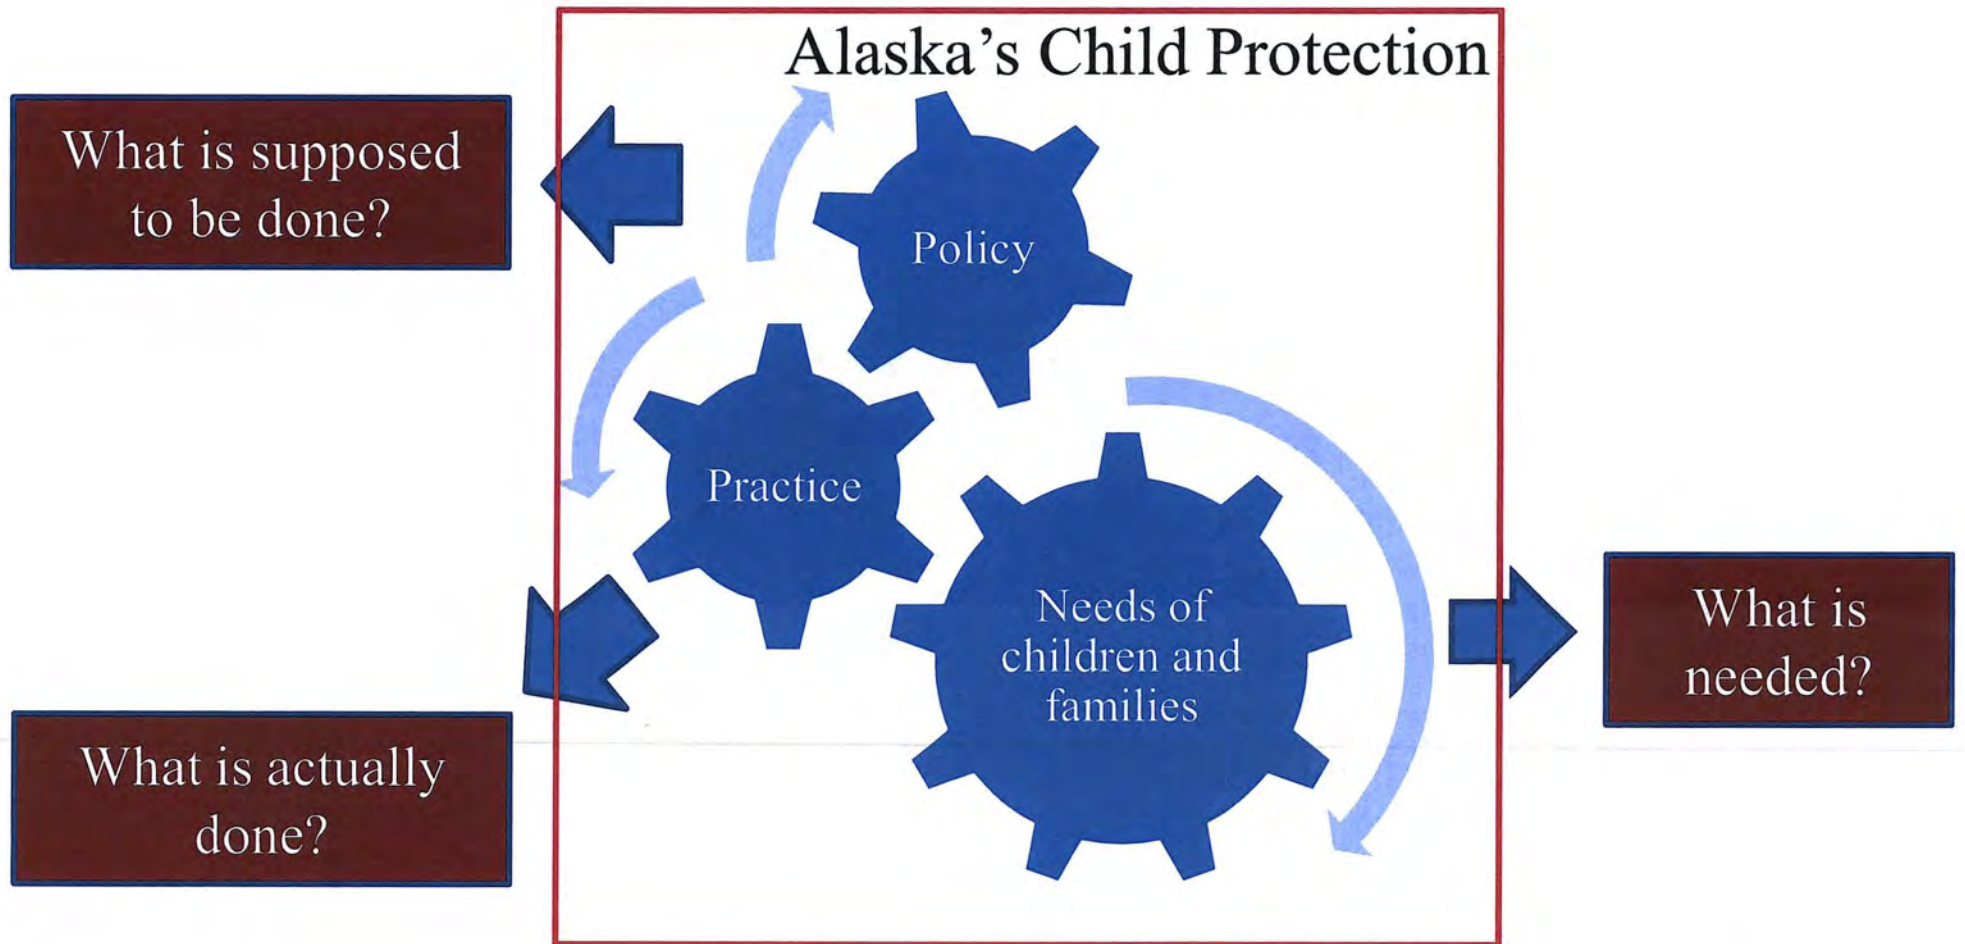 Alaska's Child Protection
What is supposed
to be done?
Policy
Practice
Needs of
children and
families
What is
needed?
What is actually
done?